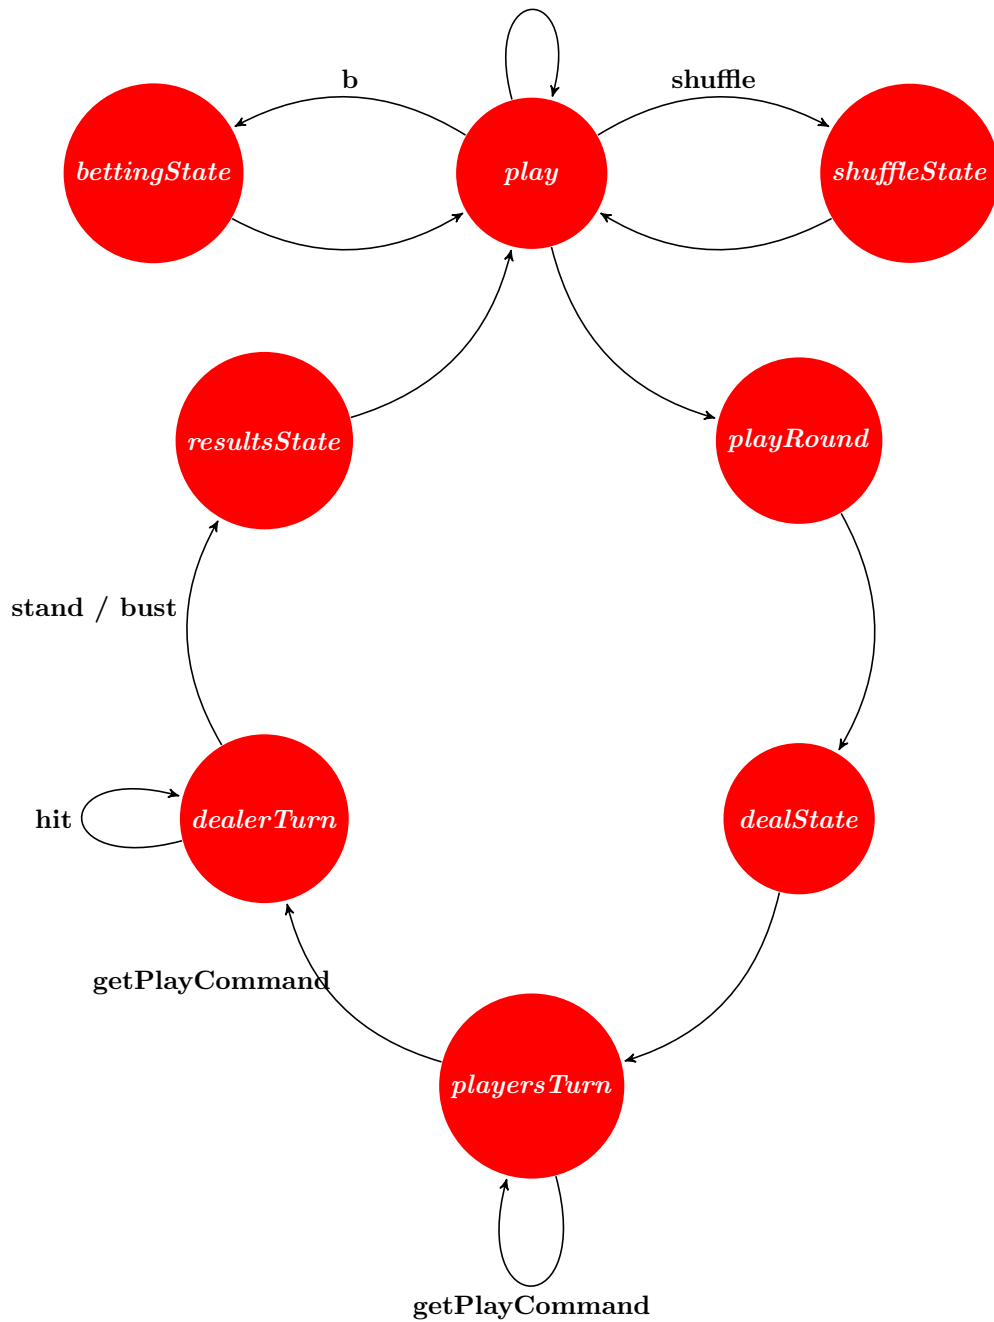 b
shuffle
bettingState
play
shuffleState
resultsState
playRound
stand / bust
hit
dealerTurn
dealState
getPlayCommand
playersTurn
getPlayCommand